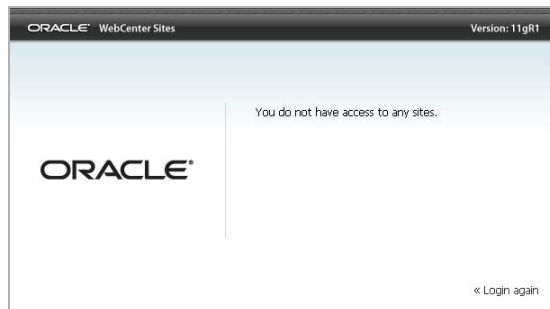 ORACLE® WebCenter Sites Version: 11gR1
You do not have access to any sites.
ORACLE®
« Login again